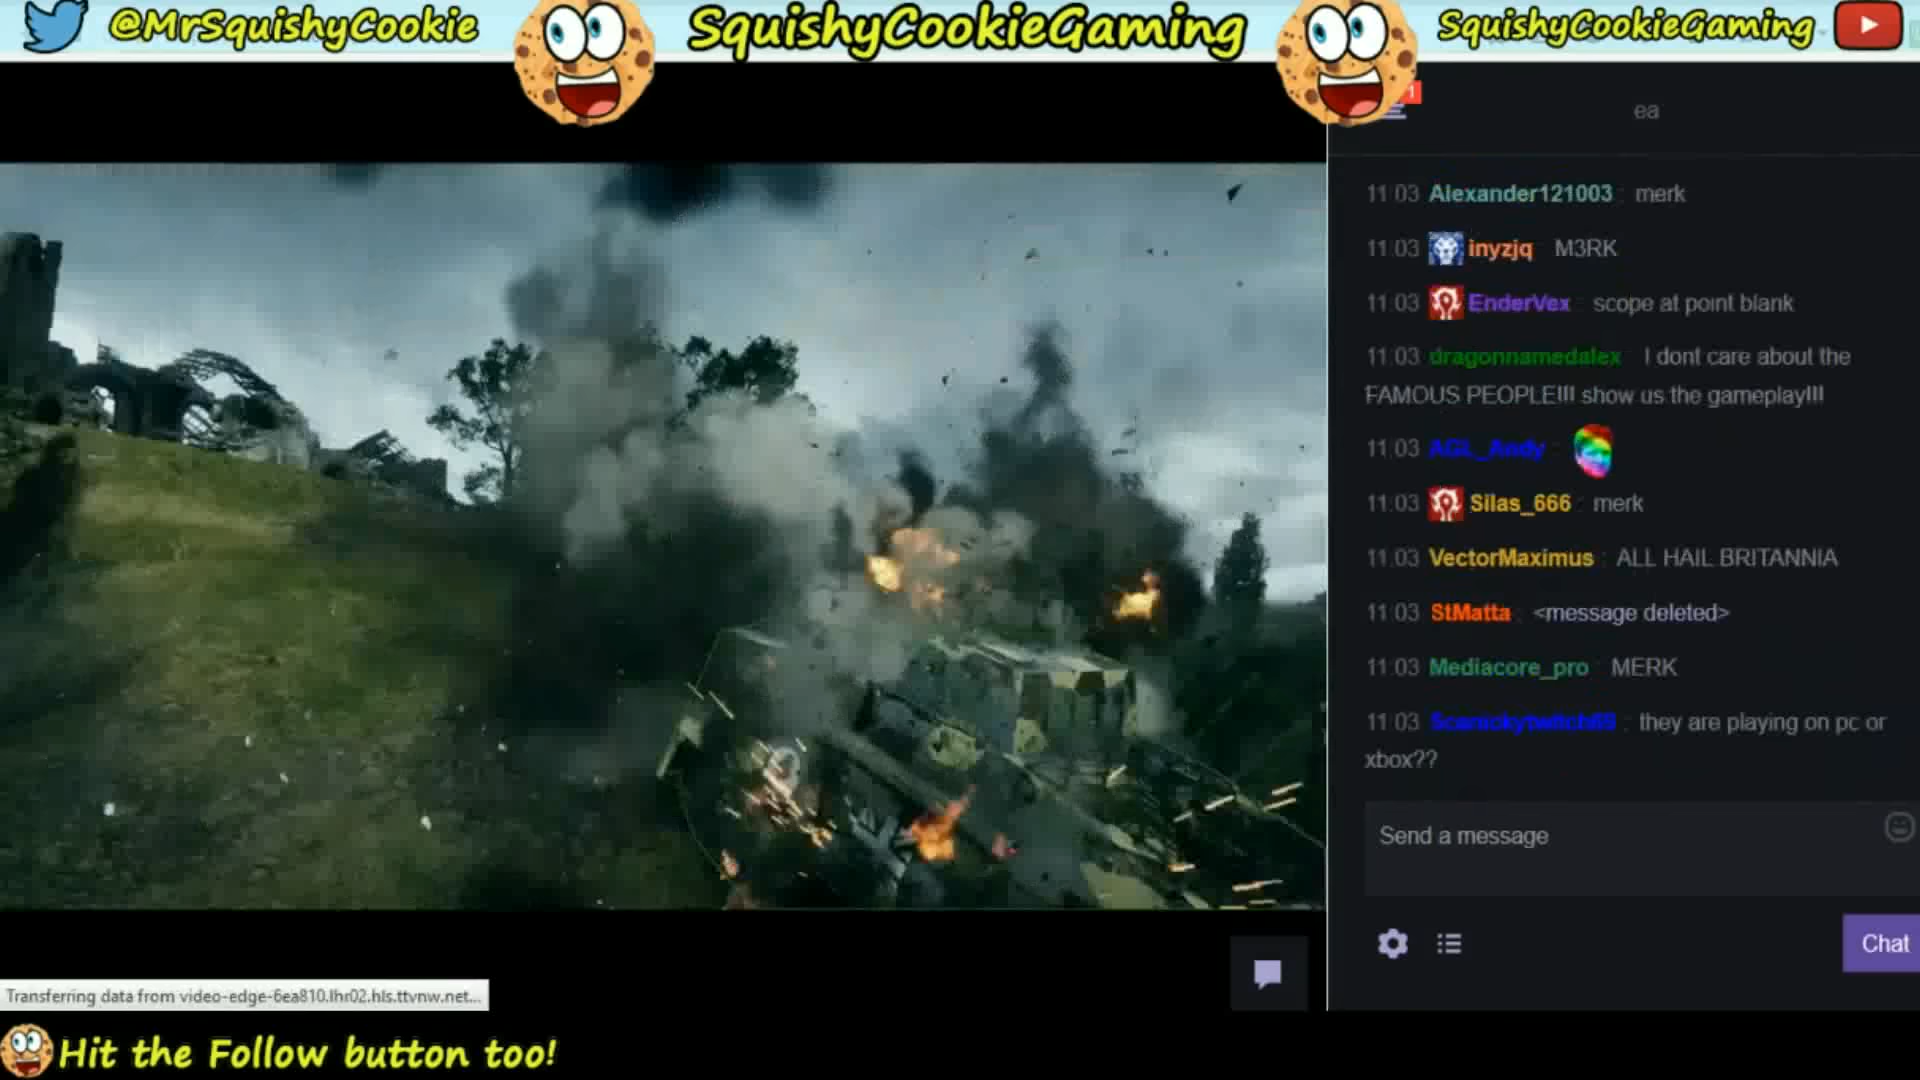 @MrSquishyCookie
SquishyCookieGaming
SquishyCookieGaming
1
ea
11:03 Alexander121003 : merk
11:03 inyzjq : M3RK
11:03 EnderVex : scope at point blank
11:03 dragonnamedalex : I dont care about the
FAMOUS PEOPLE!!! show us the gameplay!!!
11:03 AGL_Andy :
11:03 Silas_666 : merk
11:03 VectorMaximus : ALL HAIL BRITANNIA
11:03 StMatta : <message deleted>
11:03 Mediacore_pro : MERK
11:03 Scanickytwitch69 : they are playing on pc or
xbox??
Send a message
Chat
Transferring data from video-edge-6ea810.lhr02.hls.ttvnw.net...
Hit the Follow button too!